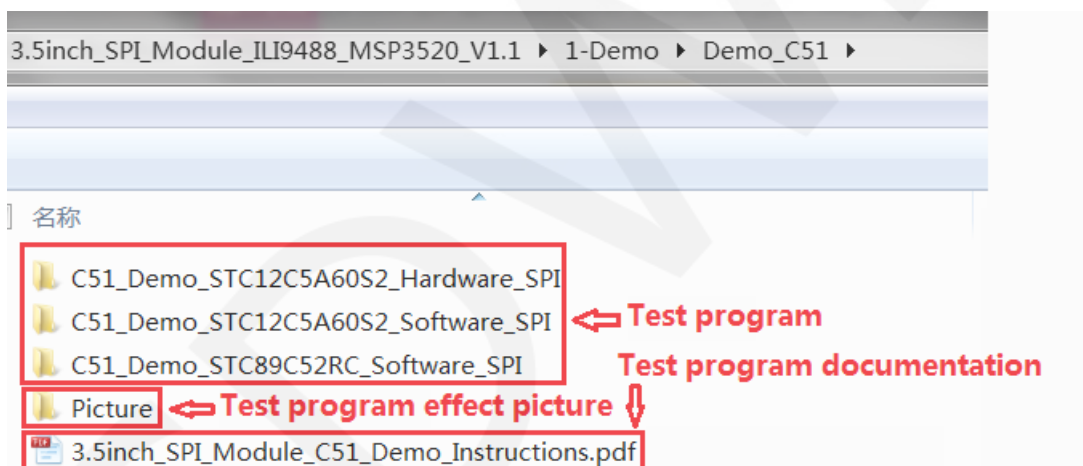 3.5inch_SPI_Module_ILI9488_MSP3520_V1.1 ▸ 1-Demo ▸ Demo_C51 ▸
名称
C51_Demo_STC12C5A60S2_Hardware_SPI
C51_Demo_STC12C5A60S2_Software_SPI Test program
C51_Demo_STC89C52RC_Software_SPI Test program documentation
Picture Test program effect picture
3.5inch_SPI_Module_C51_Demo_Instructions.pdf